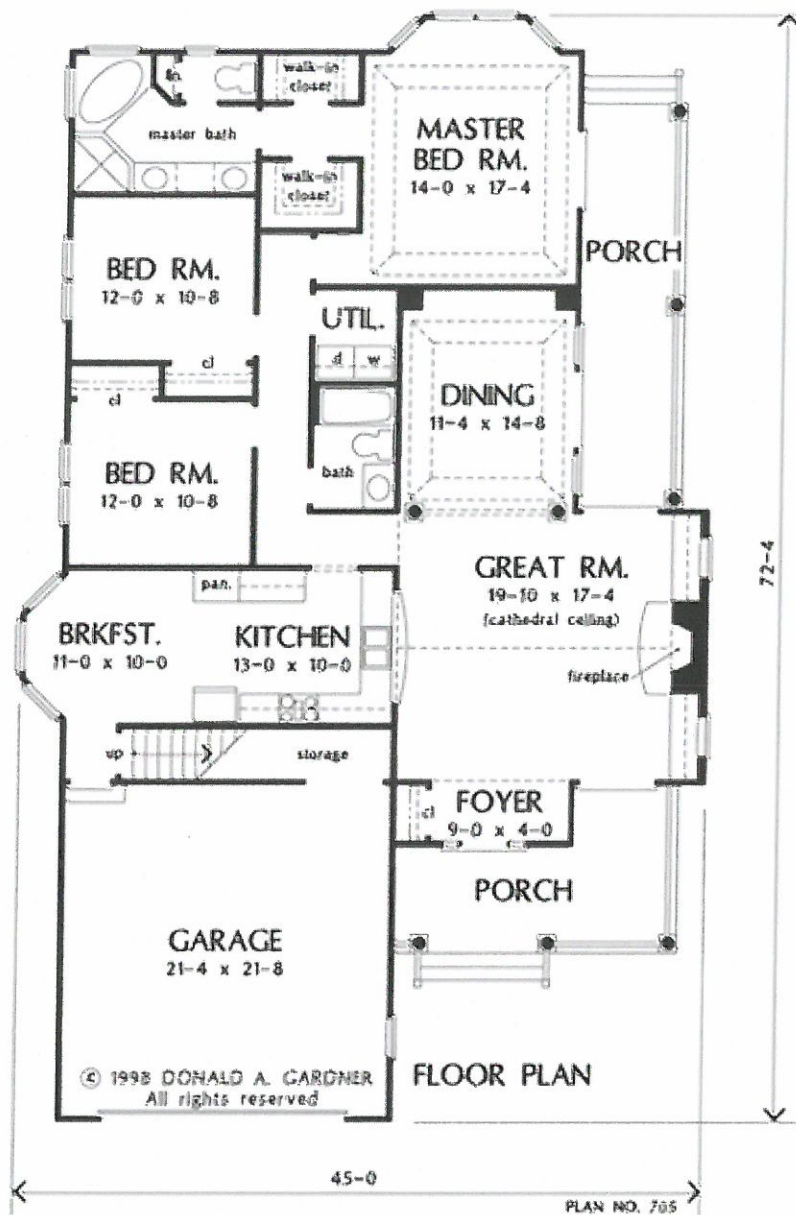 walk-in
closet
lin
master bath
MASTER
BED RM.
14-0 x 17-4
walk-in
closet
PORCH
BED RM.
12-0 x 10-8
UTIL.
d w
cl
cl
DINING
11-4 x 14-8
BED RM.
12-0 x 10-8
bath
GREAT RM.
19-10 x 17-4
(cathedral ceiling)
72-4
pan.
BRKFST.
11-0 x 10-0
KITCHEN
13-0 x 10-0
fireplace
up
storage
cl
FOYER
9-0 x 4-0
PORCH
GARAGE
21-4 x 21-8
© 1998 DONALD A. GARDNER
All rights reserved
FLOOR PLAN
45-0
PLAN NO. 705